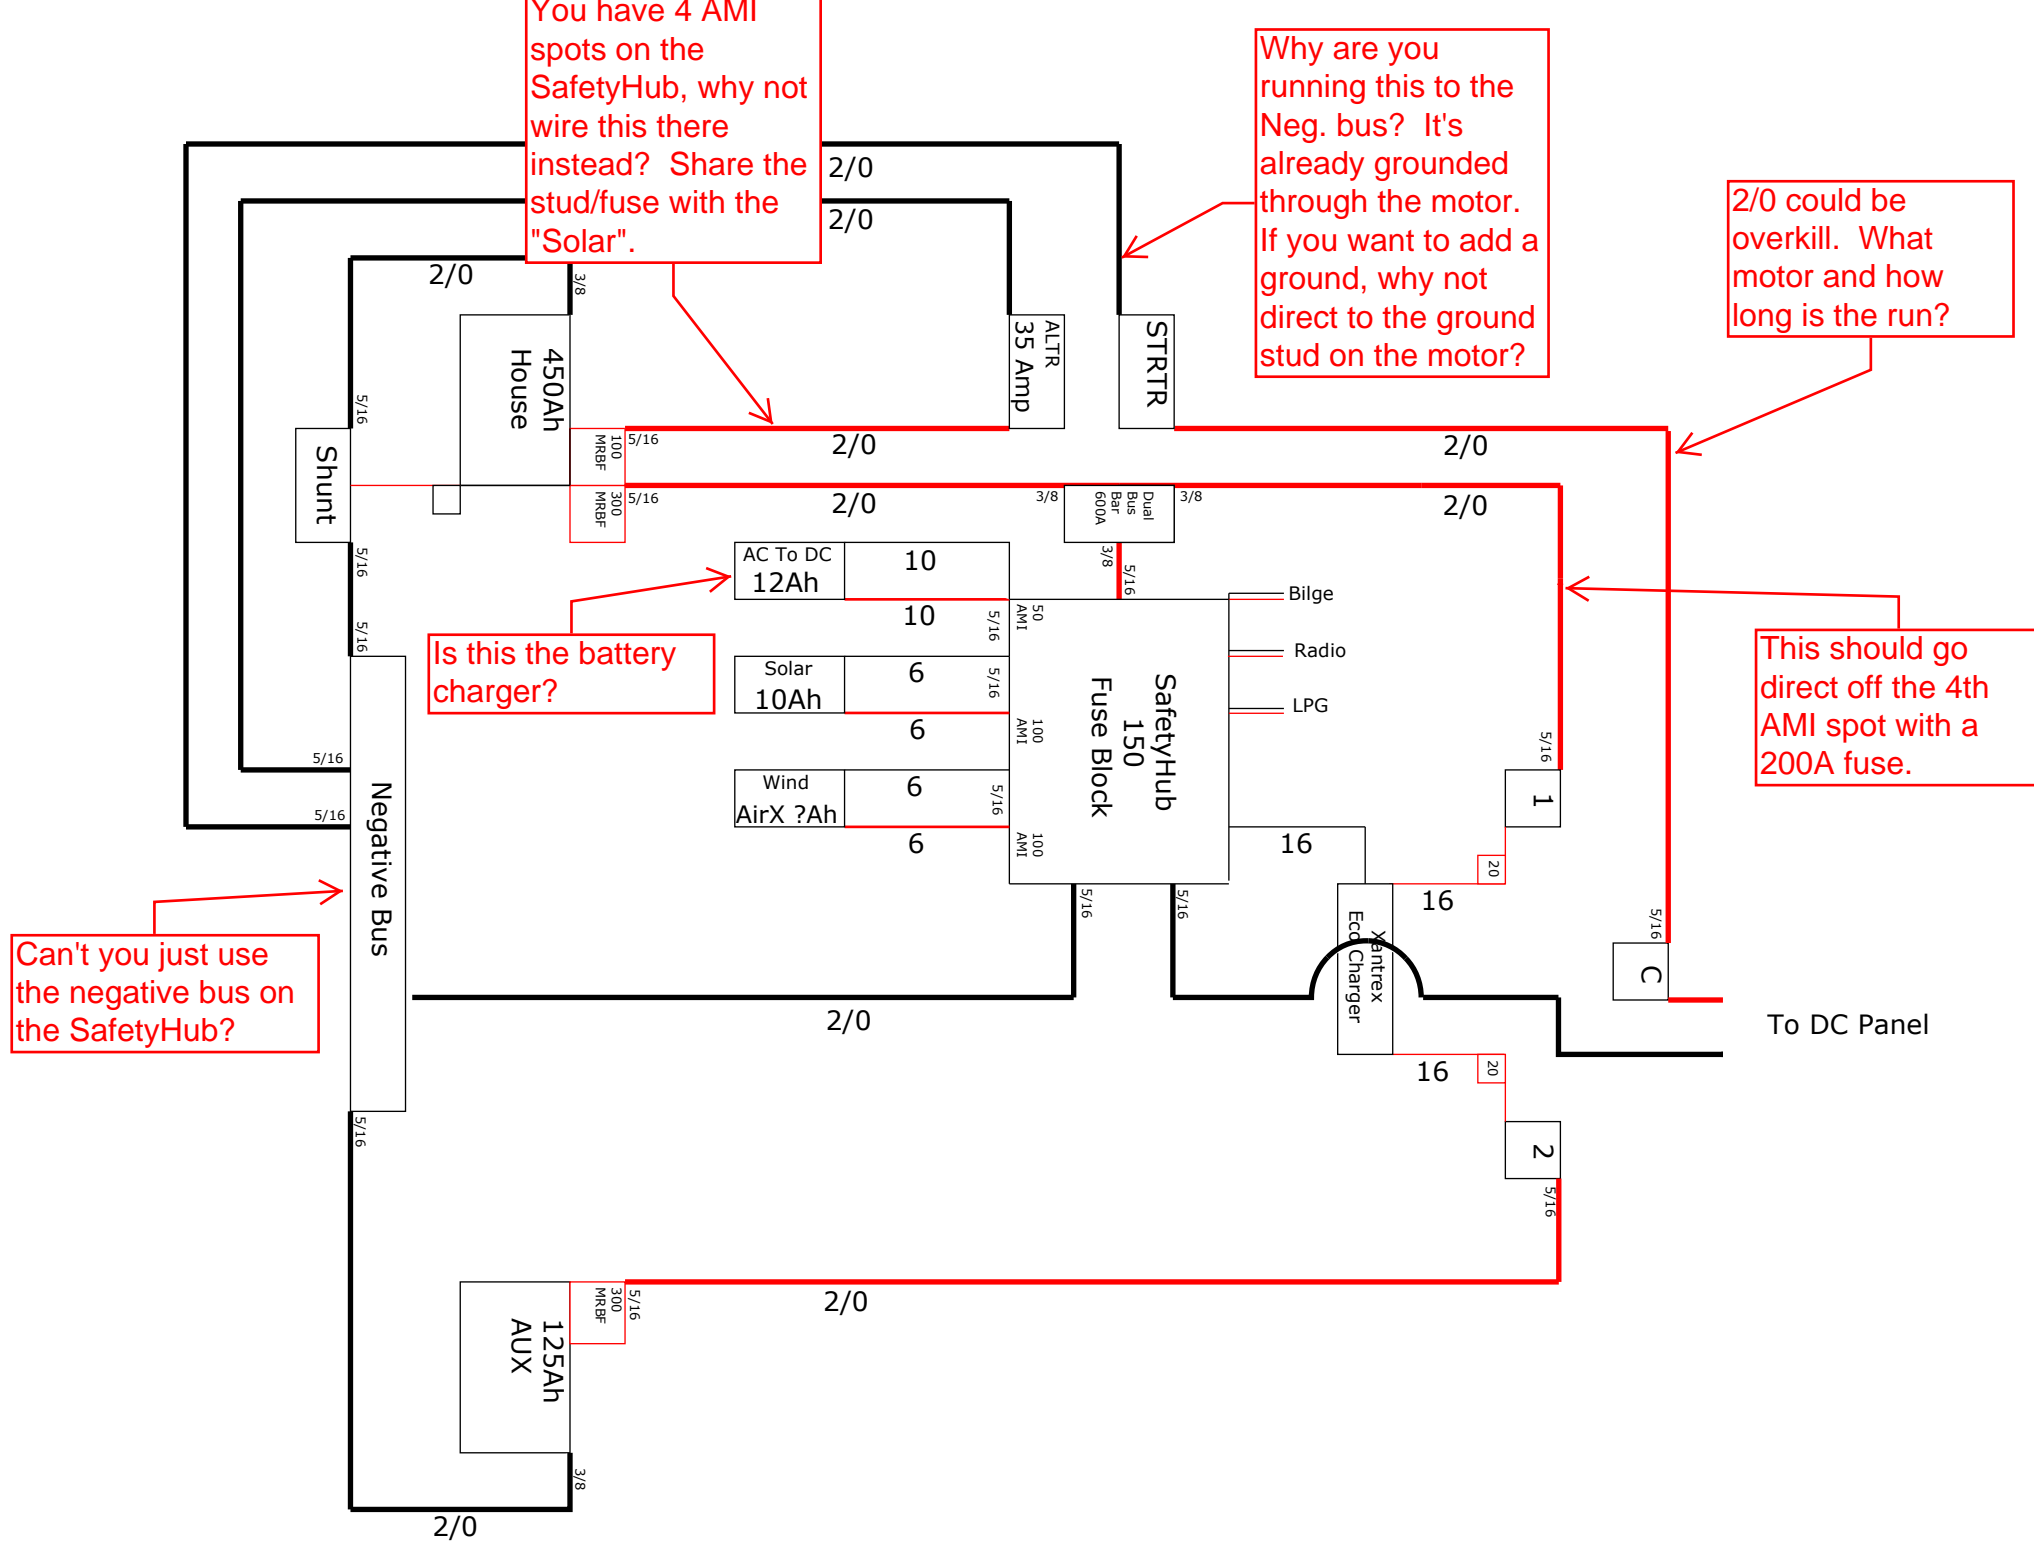 You have 4 AMI
spots on the
SafetyHub, why not
wire this there
instead? Share the
stud/fuse with the
"Solar".
Why are you
running this to the
Neg. bus? It's
already grounded
through the motor.
If you want to add a
ground, why not
direct to the ground
stud on the motor?
2/0 could be
overkill. What
motor and how
long is the run?
2/0
2/0
2/0
3/8
450Ah
House
ALTR
35 Amp
STRTR
5/16
Shunt
100
MRBF
5/16
2/0
2/0
300
MRBF
5/16
2/0
3/8
Dual
Bus
Bar
600A
3/8
2/0
5/16
AC To DC
12Ah
10
10
3/8
5/16
50
AMI
5/16
Bilge
Is this the battery
charger?
5/16
Solar
10Ah
6
6
5/16
100
AMI
SafetyHub
150
Fuse Block
Radio
LPG
This should go
direct off the 4th
AMI spot with a
200A fuse.
5/16
5/16
5/16
Wind
AirX ?Ah
6
6
5/16
100
AMI
1
16
20
16
Negative Bus
Can't you just use
the negative bus on
the SafetyHub?
5/16
5/16
Xantrex
Eco Charger
5/16
C
2/0
To DC Panel
16
20
5/16
2
5/16
300
MRBF
5/16
2/0
125Ah
AUX
3/8
2/0